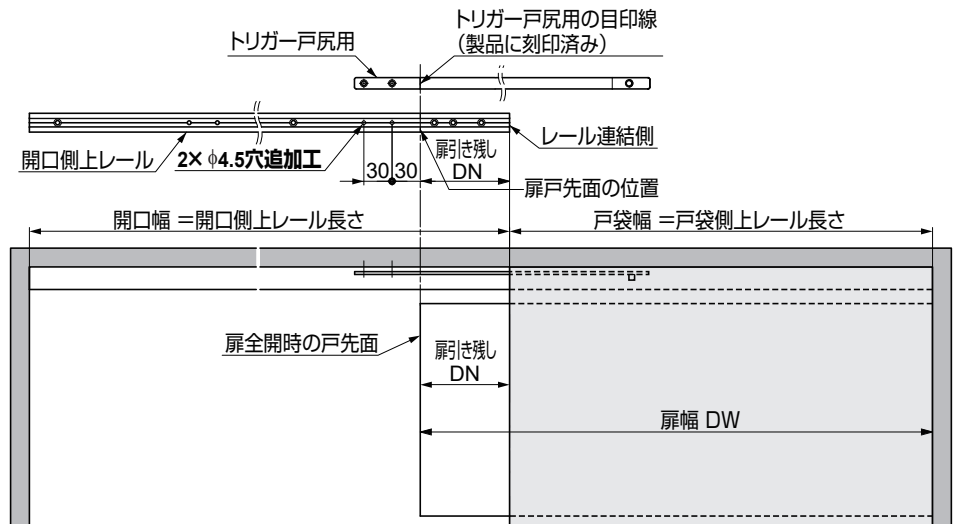 トリガー戸尻用の目印線
（製品に刻印済み）
トリガー戸尻用
開口側上レール
2× φ4.5穴追加工
30
30
扉引き残し
DN
レール連結側
扉戸先面の位置
開口幅 ＝開口側上レール長さ
戸袋幅 ＝戸袋側上レール長さ
扉全開時の戸先面
扉引き残し
DN
扉幅 DW